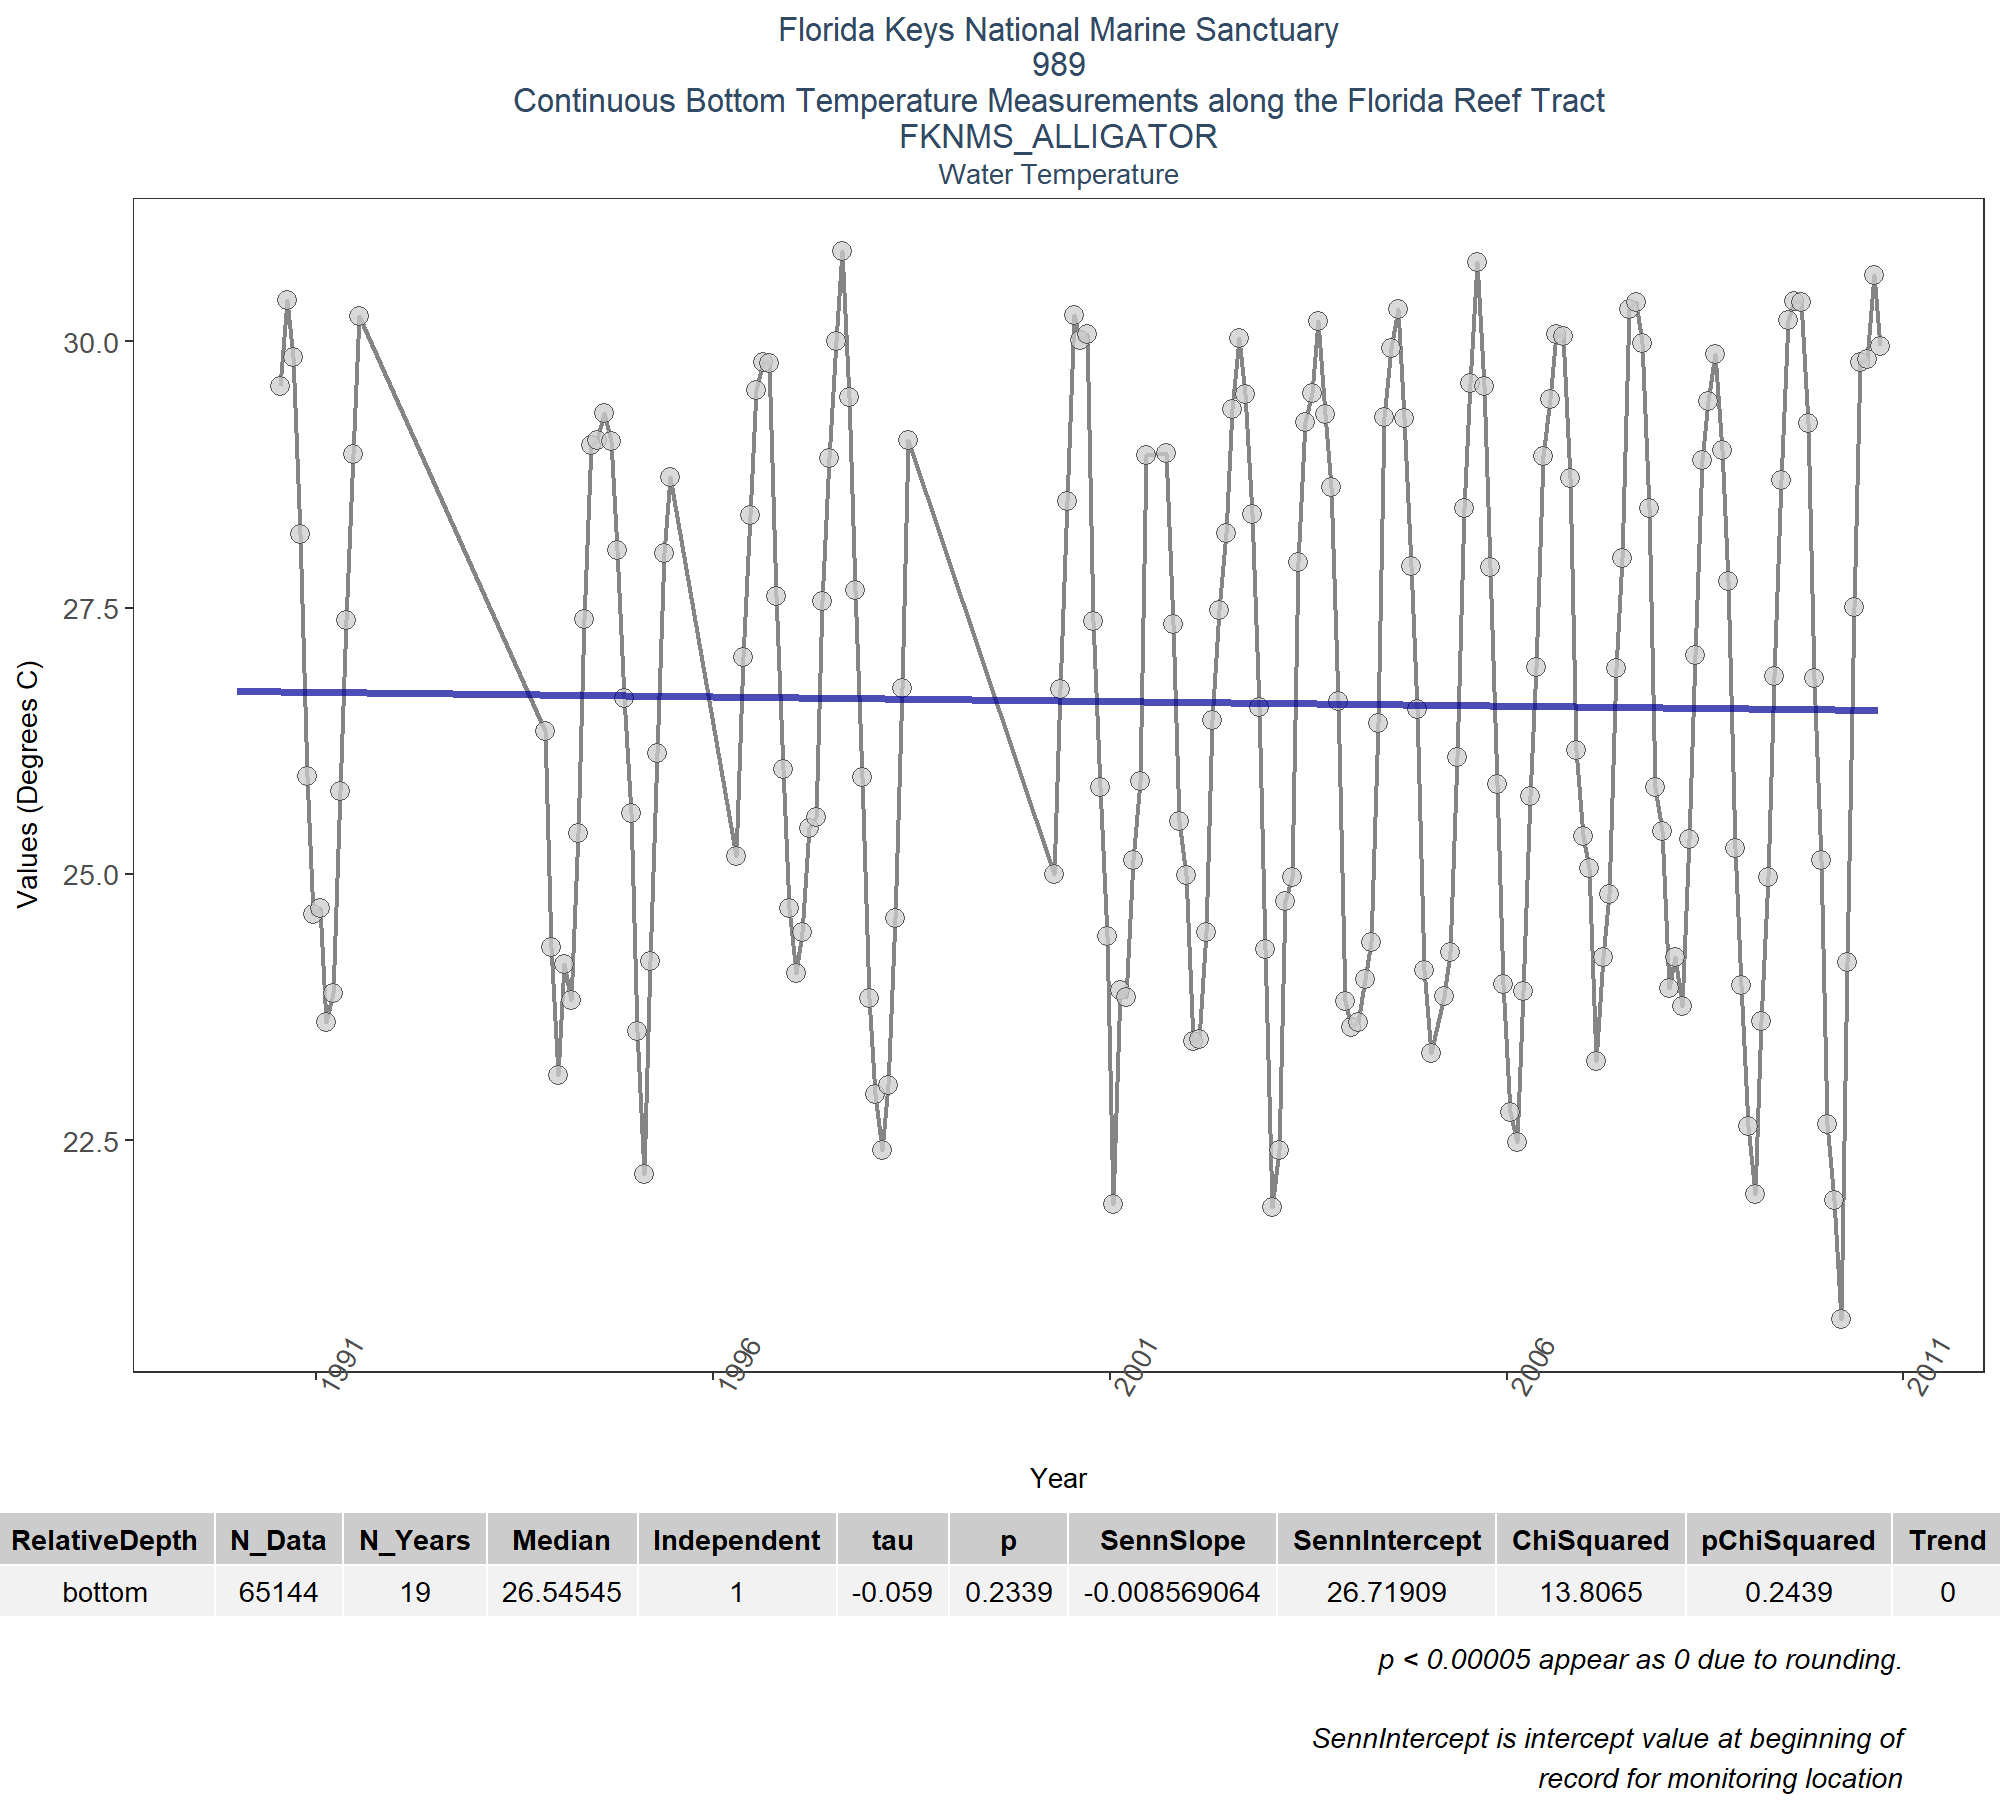 Florida Keys National Marine Sanctuary
989
Continuous Bottom Temperature Measurements along the Florida Reef Tract
FKNMS_ALLIGATOR
Water Temperature
Values (Degrees C)
30.0
27.5
25.0
22.5
1991 1996 2001 2006 2011
Year
RelativeDepth N_Data N_Years Median Independent tau p SennSlope SennIntercept ChiSquared pChiSquared Trend
bottom 65144 19 26.54545 1 -0.059 0.2339 -0.008569064 26.71909 13.8065 0.2439 0
p < 0.00005 appear as 0 due to rounding.
SennIntercept is intercept value at beginning of
record for monitoring location